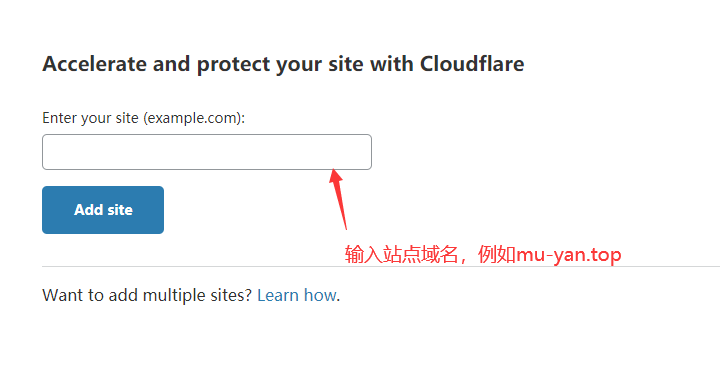 Accelerate and protect your site with Cloudflare
Enter your site (example.com):
Add site
输入站点域名，例如mu-yan.top
Want to add multiple sites? Learn how.